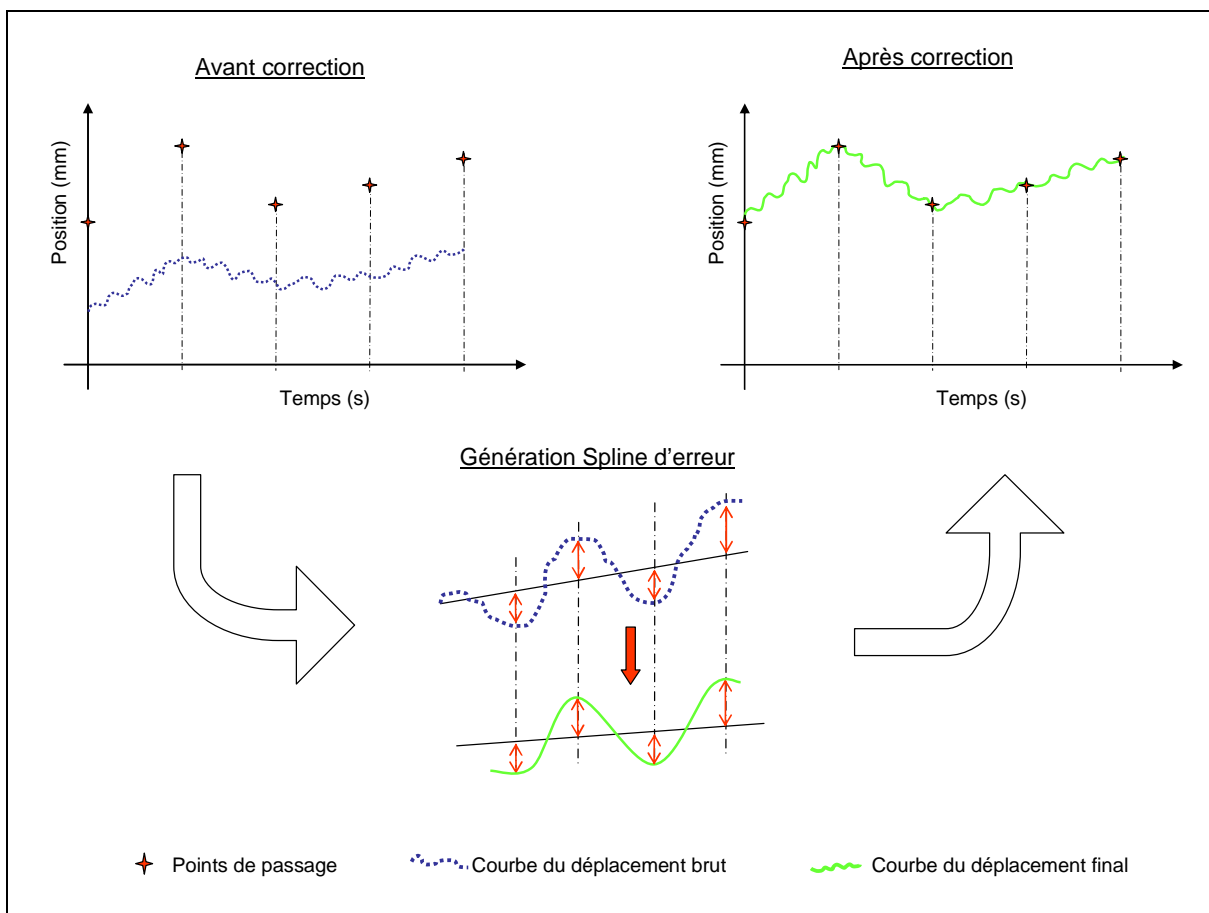 Avant correction
Après correction
Position (mm)
Temps (s)
Position (mm)
Temps (s)
Génération Spline d'erreur
Points de passage
Courbe du déplacement brut
Courbe du déplacement final